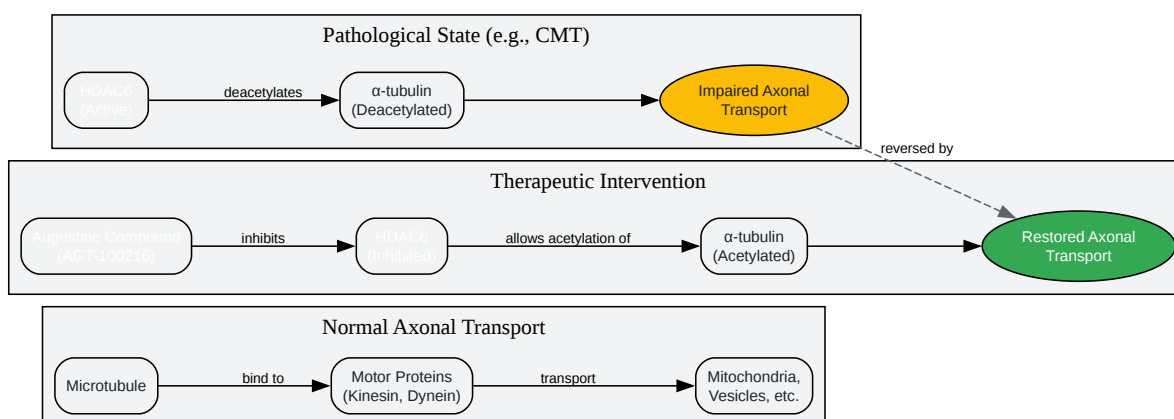 Pathological State (e.g., CMT)
HDAC6
(Active)
deacetylates
α-tubulin
(Deacetylated)
Impaired Axonal
Transport
reversed by
Therapeutic Intervention
Augustine Compound
(AGT-100216)
inhibits
HDAC6
(Inhibited)
allows acetylation of
α-tubulin
(Acetylated)
Restored Axonal
Transport
Normal Axonal Transport
Microtubule
bind to
Motor Proteins
(Kinesin, Dynein)
transport
Mitochondria,
Vesicles, etc.